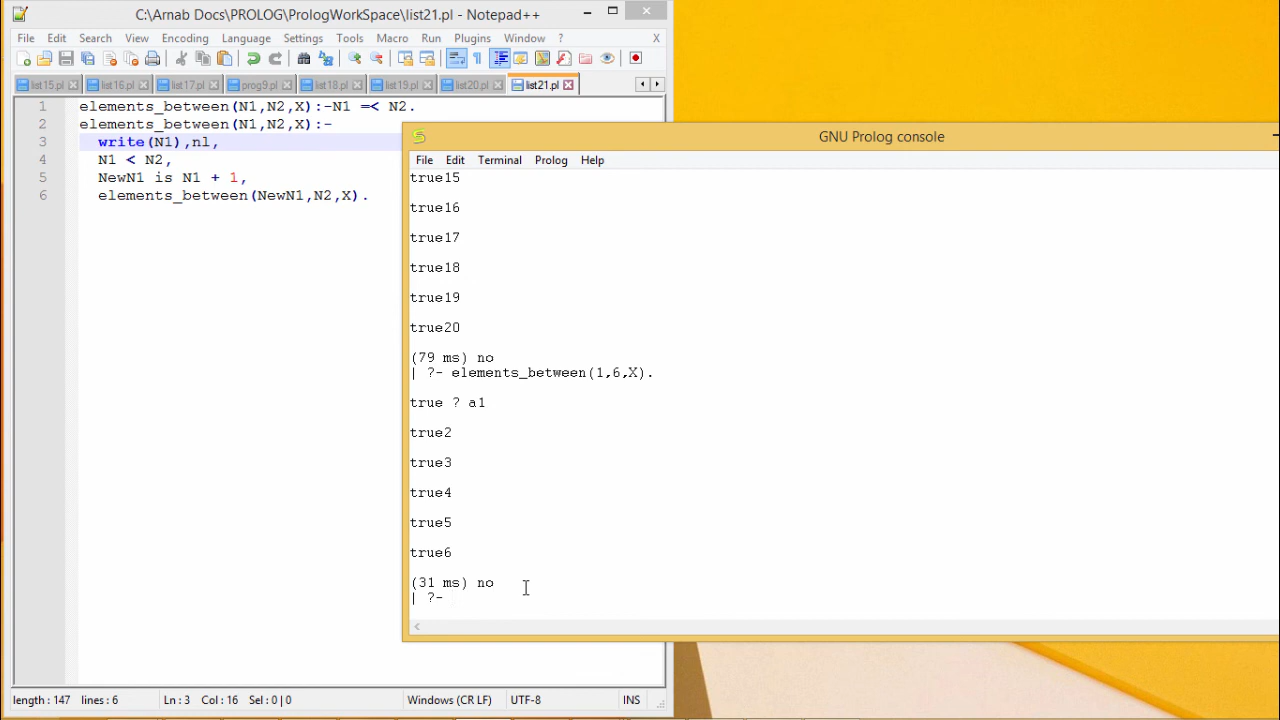 C:\Arnab Docs\PROLOG\PrologWorkSpace\list21.pl - Notepad++
File Edit Search View Encoding Language Settings Tools Macro Run Plugins Window ? X
list15.pl list16.pl list17.pl prog9.pl list18.pl list19.pl list20.pl list21.pl
1 elements_between(N1,N2,X):-N1 =< N2.
2 elements_between(N1,N2,X):-
3 write(N1),nl,
4 N1 < N2,
5 NewN1 is N1 + 1,
6 elements_between(NewN1,N2,X).
length : 147 lines : 6 Ln : 3 Col : 16 Sel : 0 | 0 Windows (CR LF) UTF-8 INS
GNU Prolog console
File Edit Terminal Prolog Help
true15
true16
true17
true18
true19
true20
(79 ms) no
| ?- elements_between(1,6,X).
true ? a1
true2
true3
true4
true5
true6
(31 ms) no
| ?-